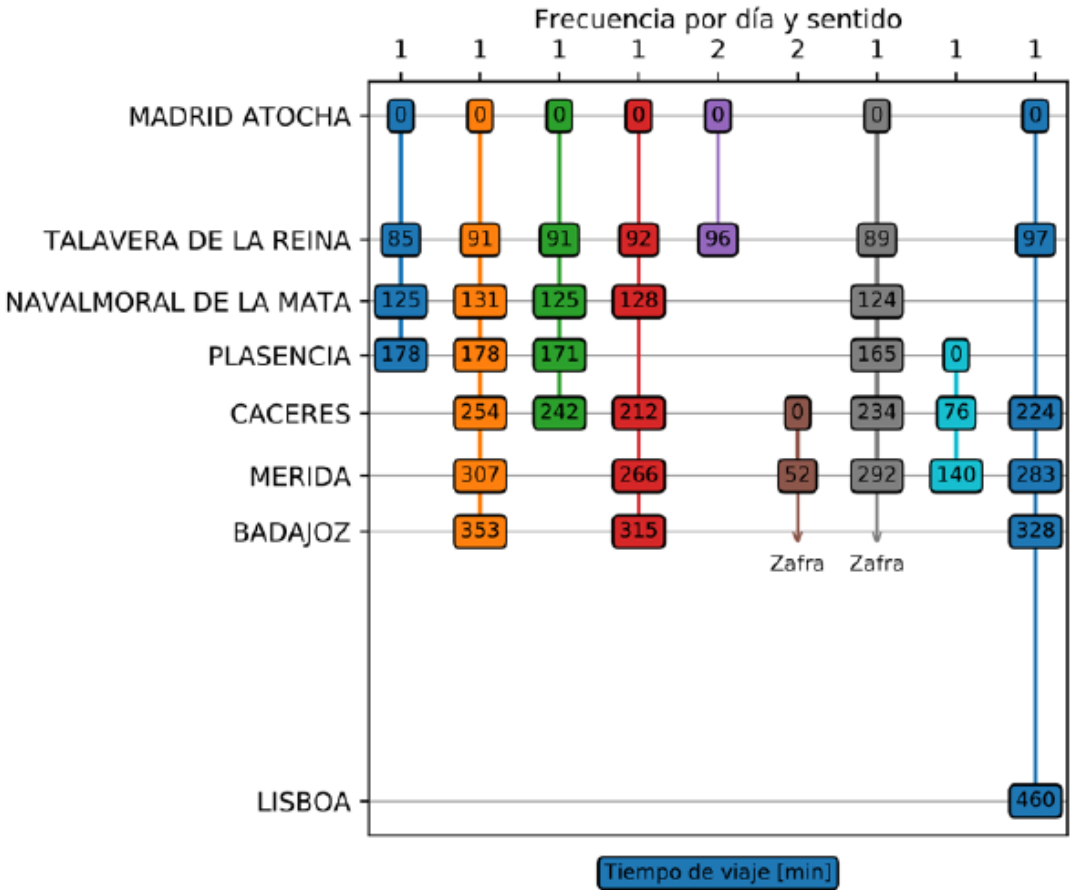 Frecuencia por día y sentido
1 1 1 1 2 2 1 1 1
MADRID ATOCHA 0 0 0 0 0 0 0
TALAVERA DE LA REINA 85 91 91 92 96 89 97
NAVALMORAL DE LA MATA 125 131 125 128 124
PLASENCIA 178 178 171 165 0
CACERES 254 242 212 0 234 76 224
MERIDA 307 266 52 292 140 283
BADAJOZ 353 315 328
Zafra Zafra
LISBOA 460
Tiempo de viaje [min]